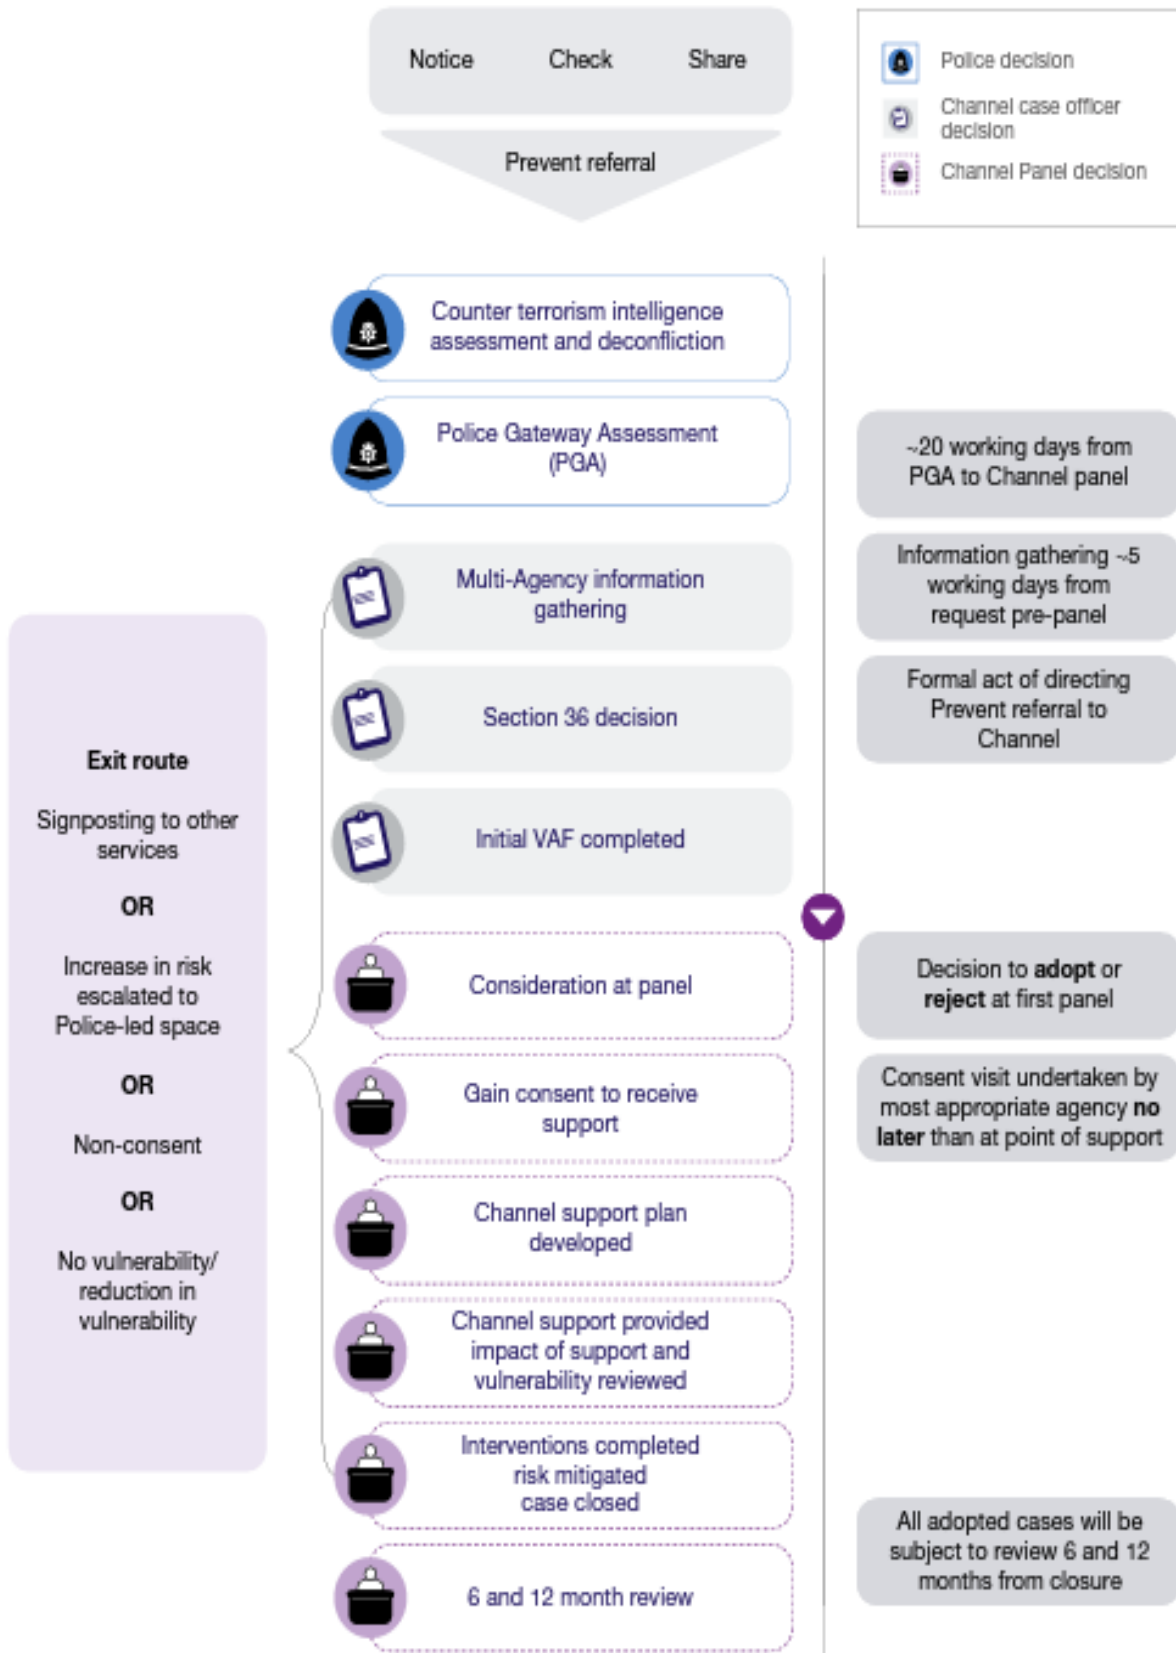 Notice Check Share
Prevent referral
Police decision
Channel case officer
decision
Channel Panel decision
Counter terrorism intelligence
assessment and deconfliction
Police Gateway Assessment
(PGA)
~20 working days from
PGA to Channel panel
Multi-Agency information
gathering
Information gathering ~5
working days from
request pre-panel
Section 36 decision
Formal act of directing
Prevent referral to
Channel
Initial VAF completed
Exit route
Signposting to other
services
OR
Increase in risk
escalated to
Police-led space
OR
Non-consent
OR
No vulnerability/
reduction in
vulnerability
Consideration at panel
Decision to adopt or
reject at first panel
Gain consent to receive
support
Consent visit undertaken by
most appropriate agency no
later than at point of support
Channel support plan
developed
Channel support provided
impact of support and
vulnerability reviewed
Interventions completed
risk mitigated
case closed
6 and 12 month review
All adopted cases will be
subject to review 6 and 12
months from closure